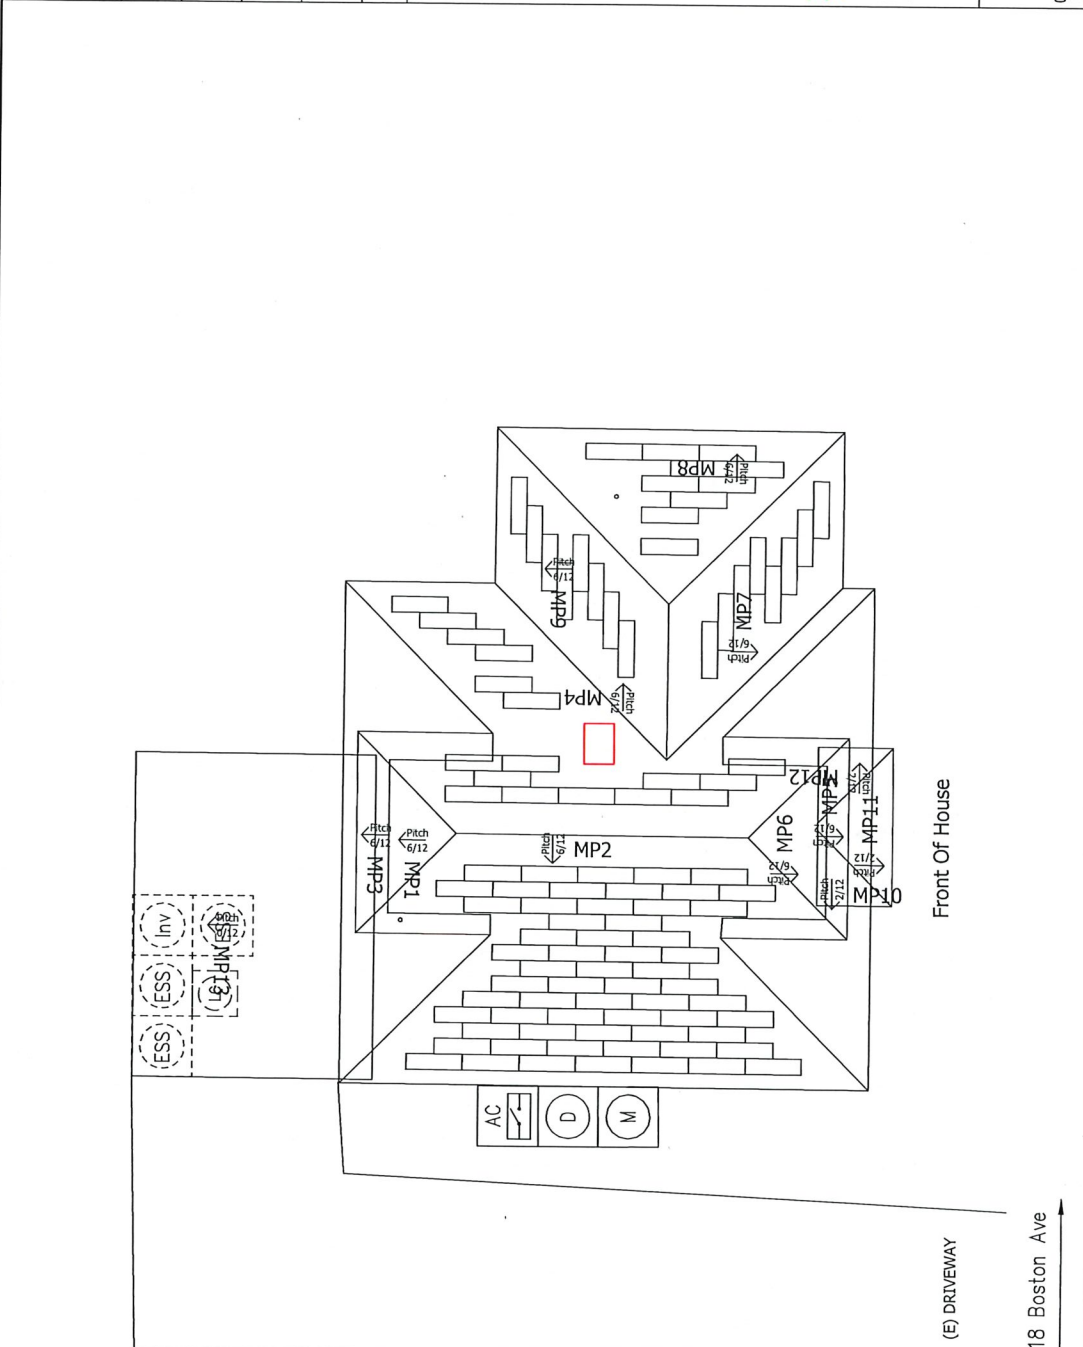 MP8
Pitch
6/12
Pitch
6/12
MP9
MP7
Pitch
6/12
MP4
Pitch
6/12
MP12
Pitch
2/12
MP11
Pitch
6/12
Pitch
6/12
MP3
Pitch
6/12
MP1
Pitch
6/12
MP2
MP6
Pitch
6/12
Pitch
2/12
Pitch
2/12
MP10
Front Of House
Inv
Pitch
MP13
ESS
ESS
AC
D
M
(E) DRIVEWAY
18 Boston Ave